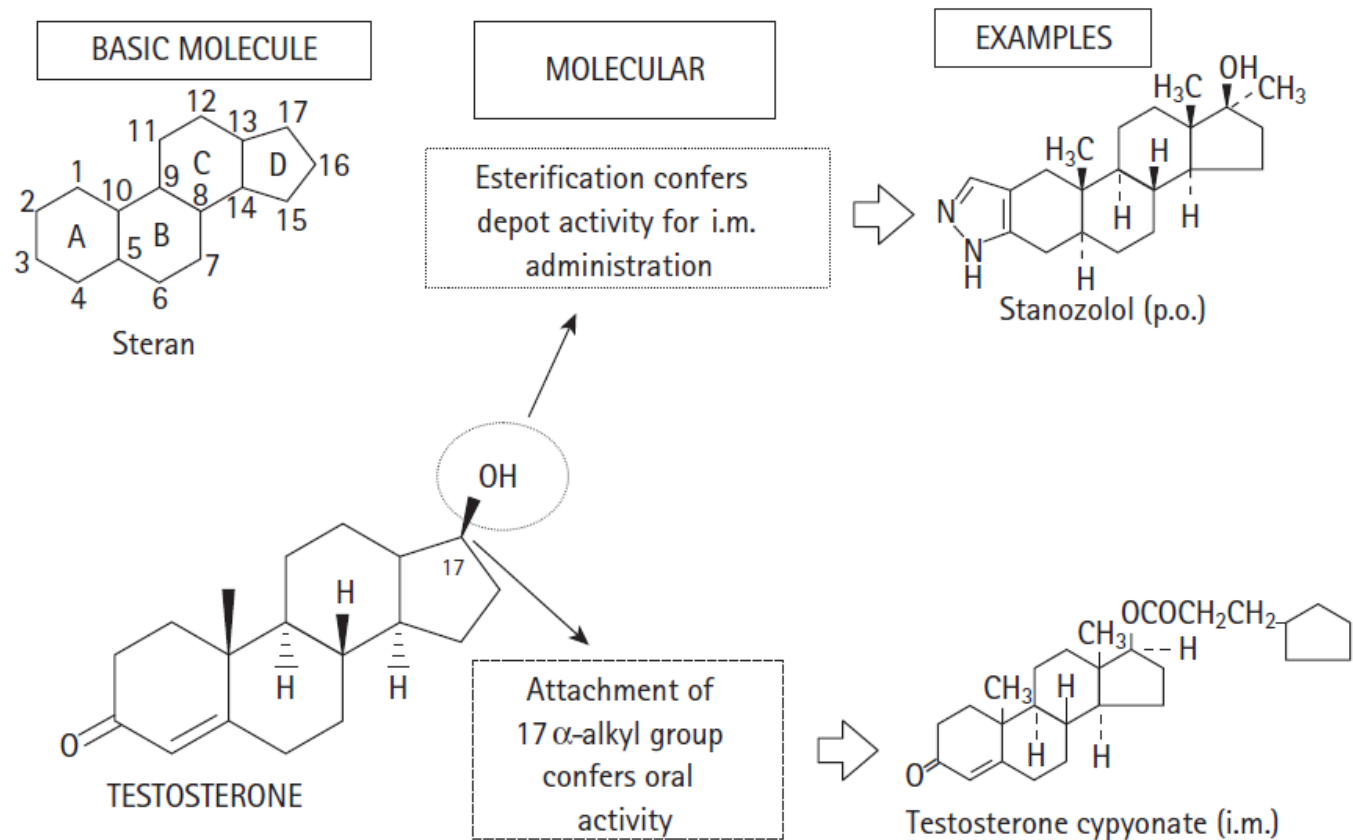 BASIC MOLECULE
MOLECULAR
EXAMPLES
1
2
3
4
5
6
7
8
9
10
11
12
13
14
15
16
17
A
B
C
D
Steran
Esterification confers
depot activity for i.m.
administration
OH
H₃C
CH₃
H₃C
H
H
H
H
N
N
H
Stanozolol (p.o.)
OH
17
H
H
H
O
TESTOSTERONE
Attachment of
17 α-alkyl group
confers oral
activity
OCOCH₂CH₂
CH₃
H
CH₃
H
H
H
O
Testosterone cypyonate (i.m.)